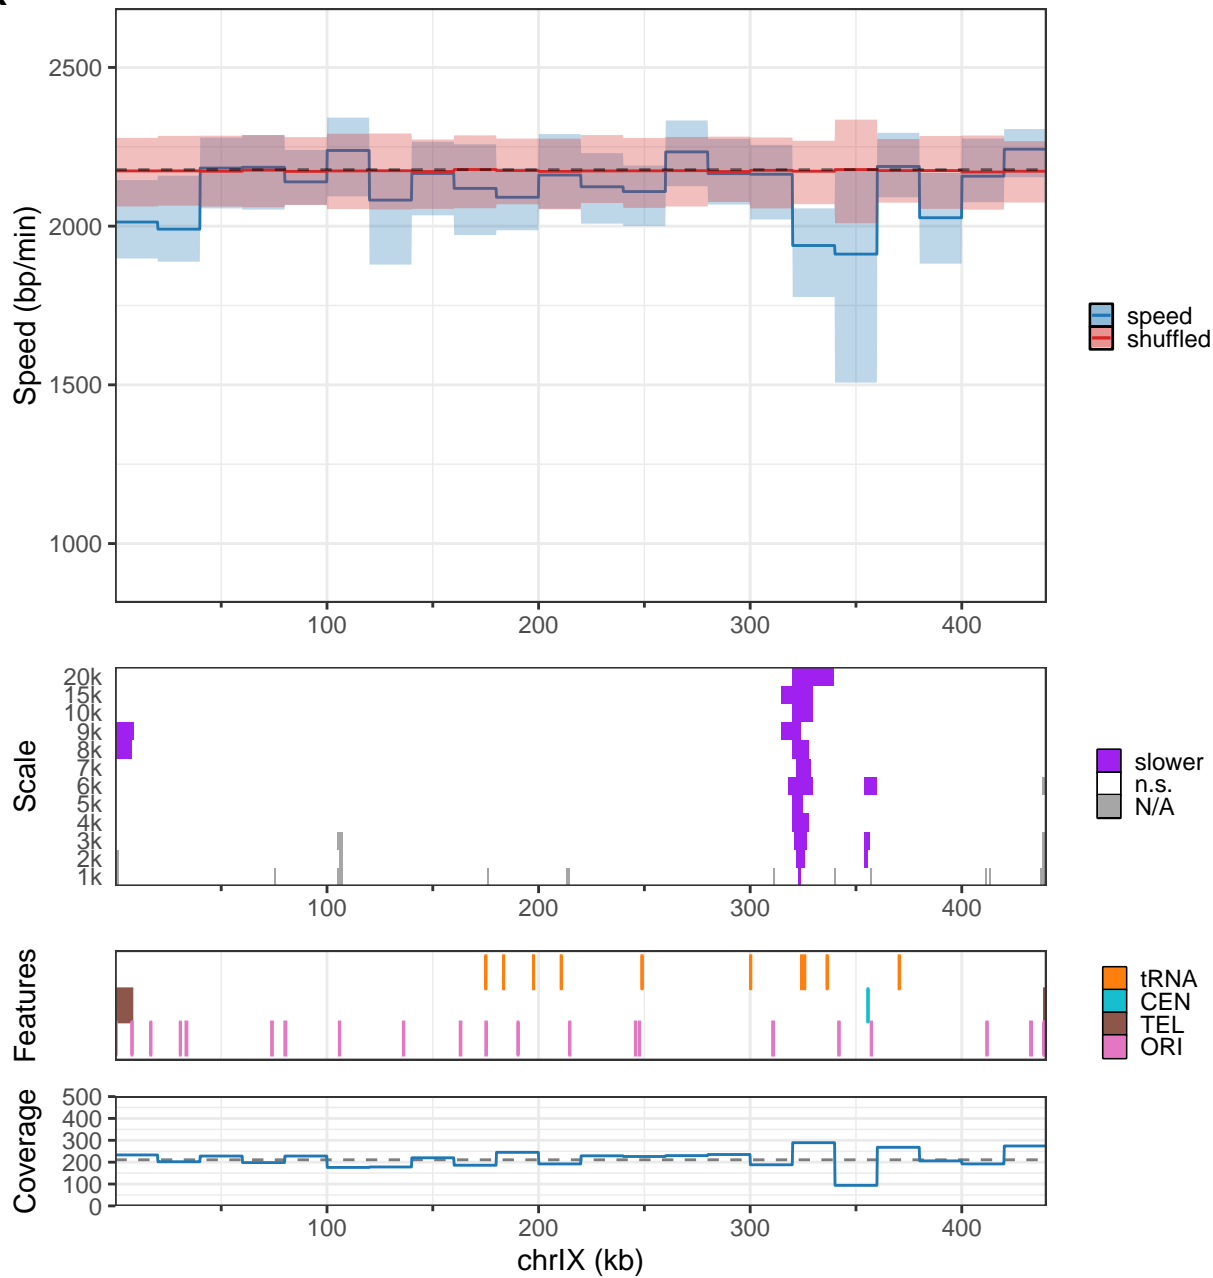 2500
2000
1500
1000
Speed (bp/min)
100
200
300
400
speed
shuffled
20k
15k
10k
9k
8k
7k
6k
5k
4k
3k
2k
1k
Scale
100
200
300
400
slower
n.s.
N/A
Features
tRNA
CEN
TEL
ORI
500
400
300
200
100
0
Coverage
100
200
300
400
chrIX (kb)